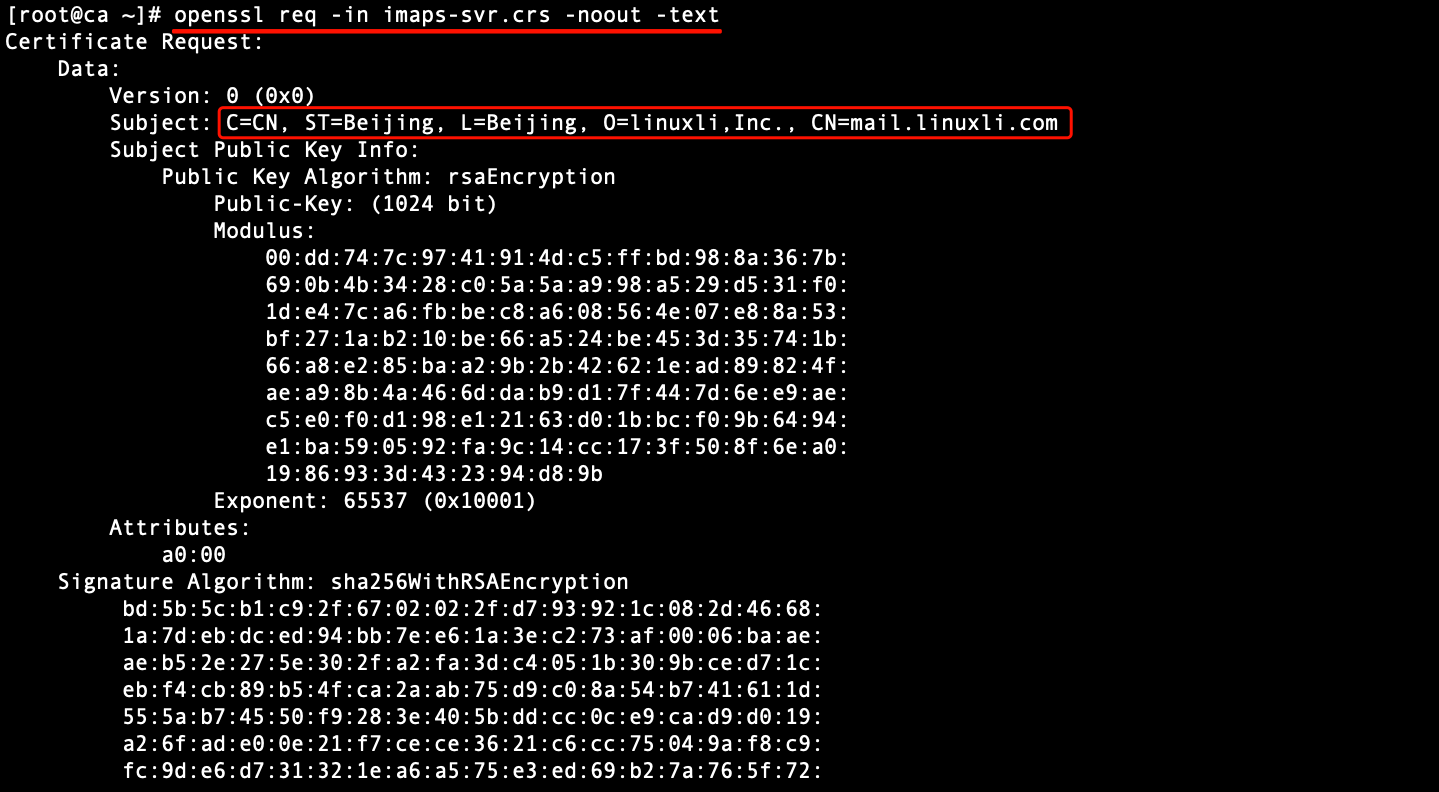 [root@ca ~]# openssl req -in imaps-svr.crs -noout -text
Certificate Request:
    Data:
        Version: 0 (0x0)
        Subject: C=CN, ST=Beijing, L=Beijing, O=linuxli,Inc., CN=mail.linuxli.com
        Subject Public Key Info:
            Public Key Algorithm: rsaEncryption
                Public-Key: (1024 bit)
                Modulus:
                    00:dd:74:7c:97:41:91:4d:c5:ff:bd:98:8a:36:7b:
                    69:0b:4b:34:28:c0:5a:5a:a9:98:a5:29:d5:31:f0:
                    1d:e4:7c:a6:fb:be:c8:a6:08:56:4e:07:e8:8a:53:
                    bf:27:1a:b2:10:be:66:a5:24:be:45:3d:35:74:1b:
                    66:a8:e2:85:ba:a2:9b:2b:42:62:1e:ad:89:82:4f:
                    ae:a9:8b:4a:46:6d:da:b9:d1:7f:44:7d:6e:e9:ae:
                    c5:e0:f0:d1:98:e1:21:63:d0:1b:bc:f0:9b:64:94:
                    e1:ba:59:05:92:fa:9c:14:cc:17:3f:50:8f:6e:a0:
                    19:86:93:3d:43:23:94:d8:9b
                Exponent: 65537 (0x10001)
        Attributes:
            a0:00
    Signature Algorithm: sha256WithRSAEncryption
         bd:5b:5c:b1:c9:2f:67:02:02:2f:d7:93:92:1c:08:2d:46:68:
         1a:7d:eb:dc:ed:94:bb:7e:e6:1a:3e:c2:73:af:00:06:ba:ae:
         ae:b5:2e:27:5e:30:2f:a2:fa:3d:c4:05:1b:30:9b:ce:d7:1c:
         eb:f4:cb:89:b5:4f:ca:2a:ab:75:d9:c0:8a:54:b7:41:61:1d:
         55:5a:b7:45:50:f9:28:3e:40:5b:dd:cc:0c:e9:ca:d9:d0:19:
         a2:6f:ad:e0:0e:21:f7:ce:ce:36:21:c6:cc:75:04:9a:f8:c9:
         fc:9d:e6:d7:31:32:1e:a6:a5:75:e3:ed:69:b2:7a:76:5f:72: